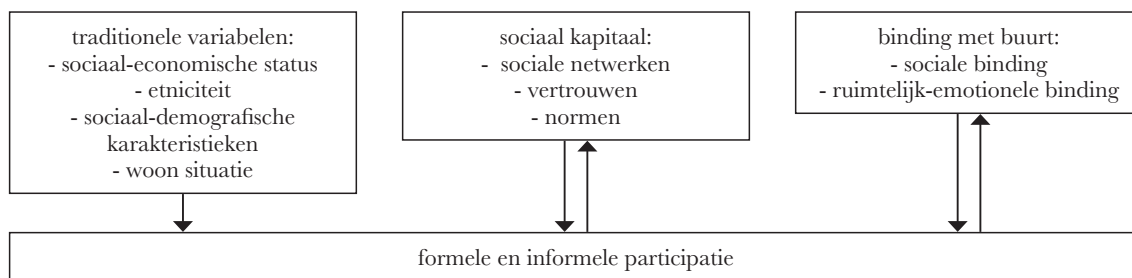 traditionele variabelen:
- sociaal-economische status
- etniciteit
- sociaal-demografische
karakteristieken
- woon situatie
sociaal kapitaal:
- sociale netwerken
- vertrouwen
- normen
binding met buurt:
- sociale binding
- ruimtelijk-emotionele binding
formele en informele participatie